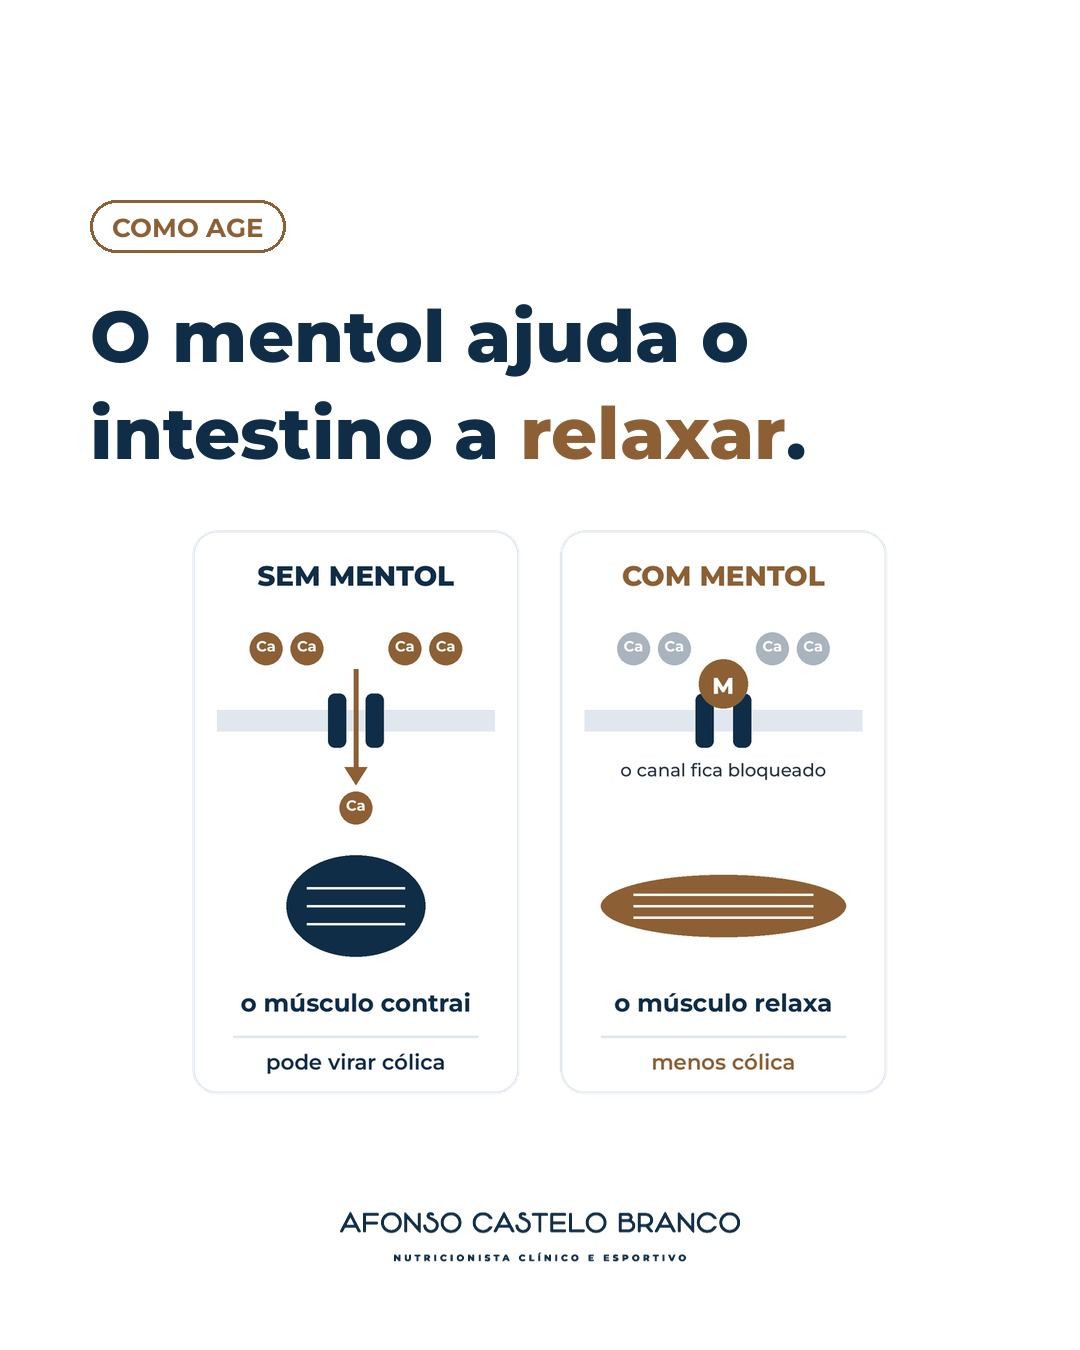 COMO AGE
O mentol ajuda o
intestino a relaxar.
SEM MENTOL
Ca Ca Ca Ca
Ca
o músculo contrai
pode virar cólica
COM MENTOL
Ca Ca Ca Ca
M
o canal fica bloqueado
o músculo relaxa
menos cólica
AFONSO CASTELO BRANCO
NUTRICIONISTA CLÍNICO E ESPORTIVO